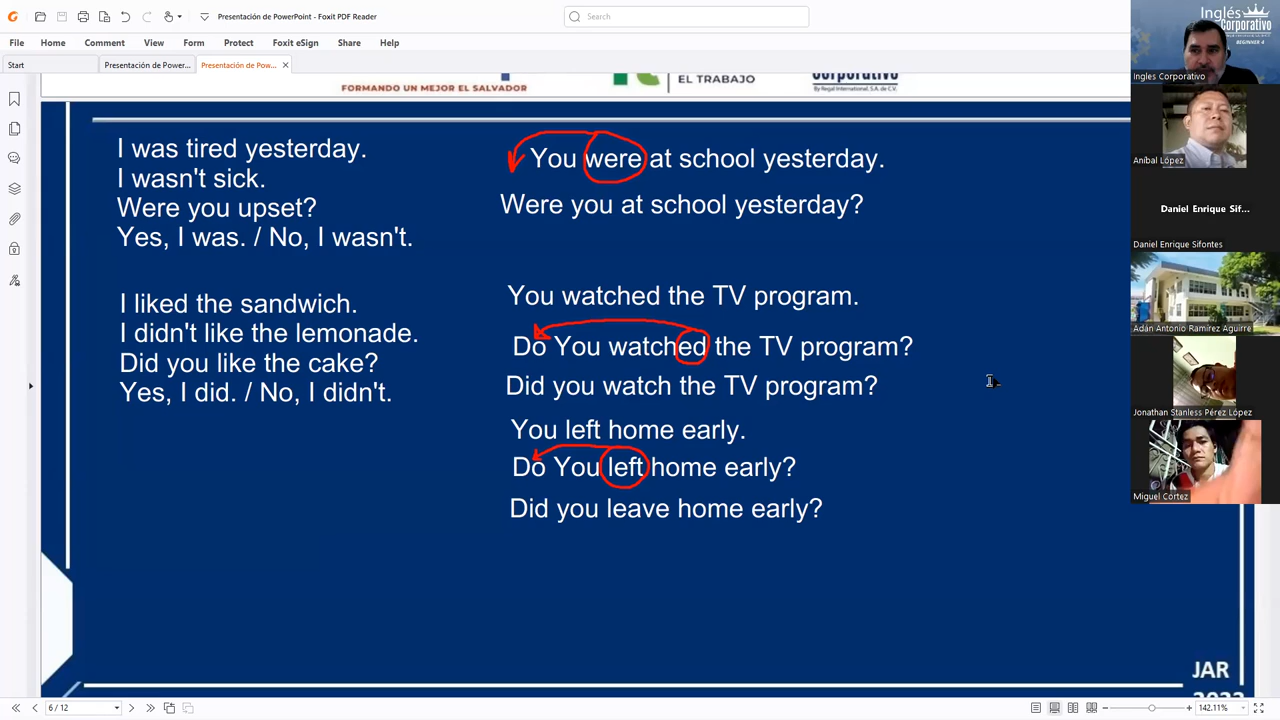 Presentación de PowerPoint - Foxit PDF Reader
Search
File Home Comment View Form Protect Foxit eSign Share Help
Start
Presentación de Power...
Presentación de Pow...
FORMANDO UN MEJOR EL SALVADOR
EL TRABAJO
Corporativo
By Regal International, S.A. de C.V.
I was tired yesterday.
I wasn't sick.
Were you upset?
Yes, I was. / No, I wasn't.
I liked the sandwich.
I didn't like the lemonade.
Did you like the cake?
Yes, I did. / No, I didn't.
You were at school yesterday.
Were you at school yesterday?
You watched the TV program.
Do You watched the TV program?
Did you watch the TV program?
You left home early.
Do You left home early?
Did you leave home early?
JAR
Inglés
Corporativo
BEGINNER 4
Ingles Corporativo
Aníbal López
Daniel Enrique Sif...
Daniel Enrique Sifontes
Adán Antonio Ramírez Aguirre
Jonathan Stanless Pérez López
Miguel Cortez
6 / 12
142.11%